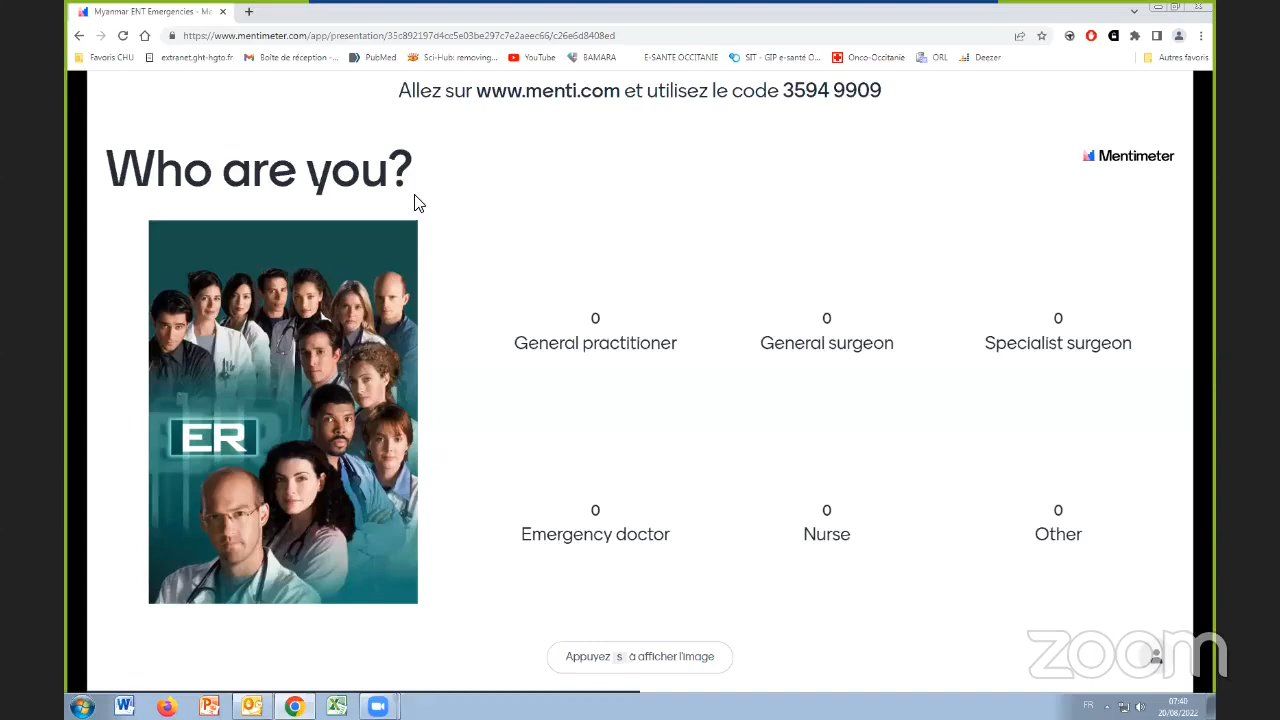 Myanmar ENT Emergencies - Me
https://www.mentimeter.com/app/presentation/35c892197d4cc5e03be297c7e2aeec66/c26e6d8408ed
Favoris CHU
extranet.ght-hgto.fr
Boîte de réception -...
PubMed
Sci-Hub: removing...
YouTube
BAMARA
E-SANTE OCCITANIE
SIT - GIP e-santé O...
Onco-Occitanie
ORL
Deezer
Autres favoris
Allez sur www.menti.com et utilisez le code 3594 9909
Who are you?
Mentimeter
ER
0
General practitioner
0
General surgeon
0
Specialist surgeon
0
Emergency doctor
0
Nurse
0
Other
Appuyez s à afficher l'image
zoom
FR
07:40
20/08/2022